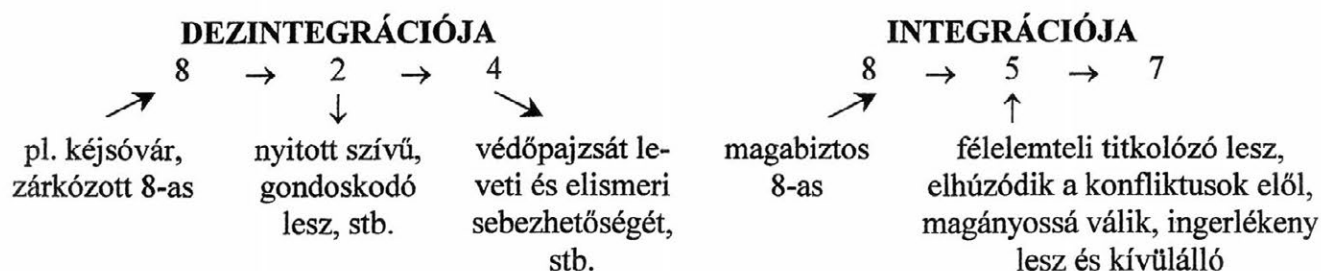 DEZINTEGRÁCIÓJA
8 → 2 → 4
pl. kéjsóvár,
zárkózott 8-as
nyitott szívű,
gondoskodó
lesz, stb.
védőpajzsát le-
veti és elismeri
sebezhetőségét,
stb.
INTEGRÁCIÓJA
8 → 5 → 7
magabiztos
8-as
félelemteli titkolózó lesz,
elhúzódik a konfliktusok elől,
magányossá válik, ingerlékeny
lesz és kívülálló